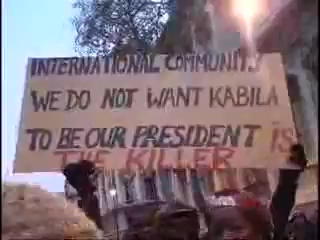 INTERNATIONAL COMMUNITY
WE DO NOT WANT KABILA
TO BE OUR PRESIDENT IS
THE KILLER